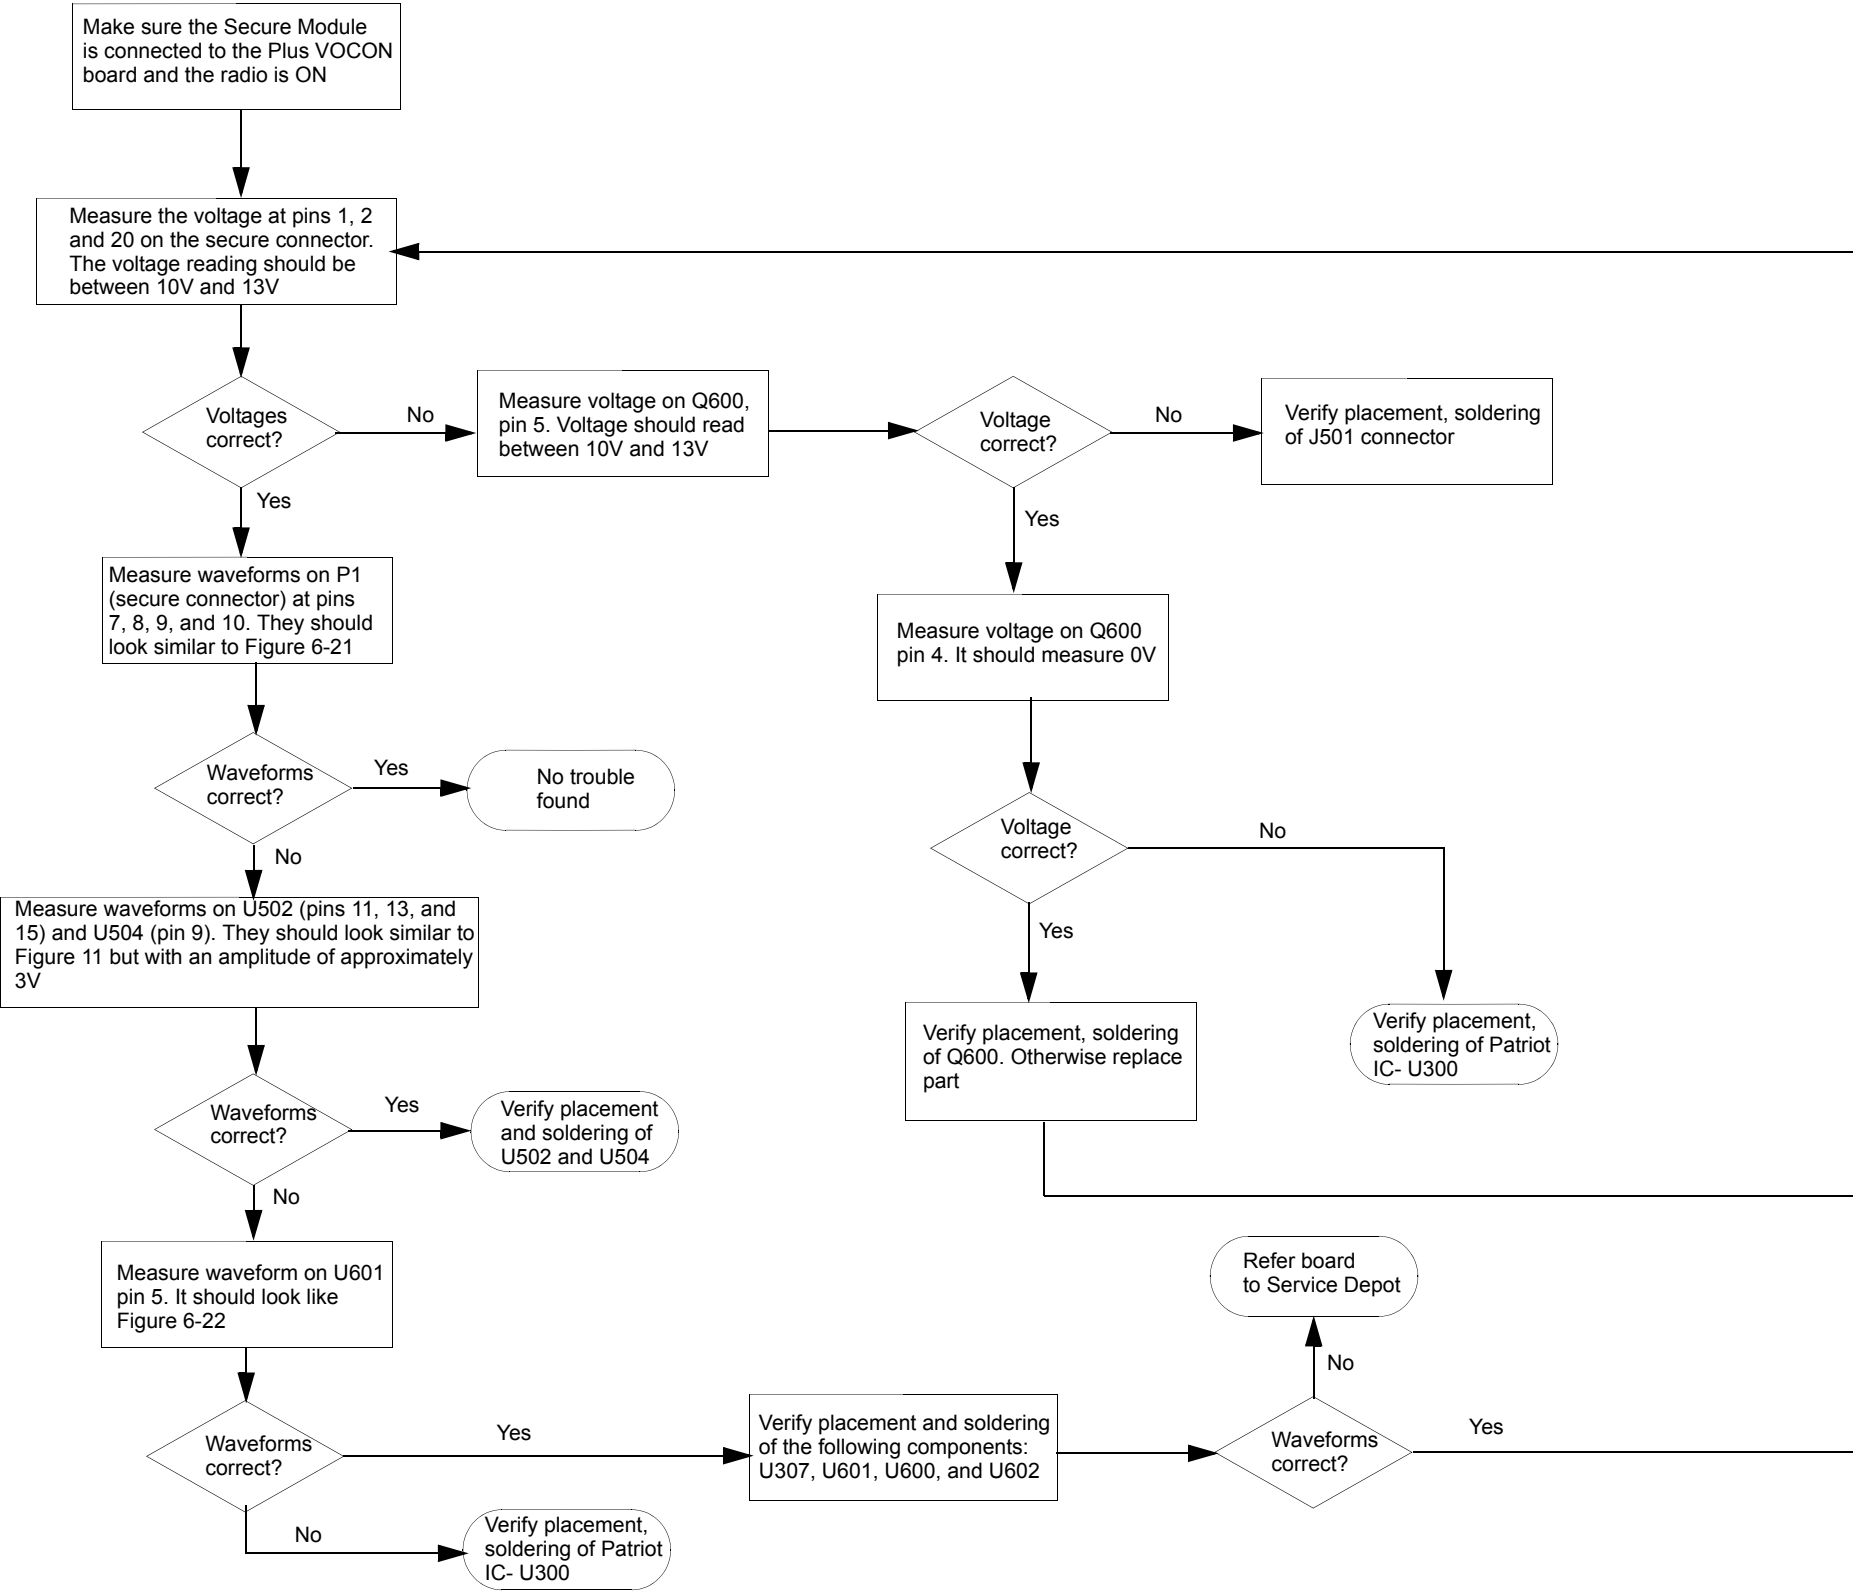 Make sure the Secure Module
is connected to the Plus VOCON
board and the radio is ON
Measure the voltage at pins 1, 2
and 20 on the secure connector.
The voltage reading should be
between 10V and 13V
Voltages
correct?
No
Measure voltage on Q600,
pin 5. Voltage should read
between 10V and 13V
Voltage
correct?
No
Verify placement, soldering
of J501 connector
Yes
Yes
Measure waveforms on P1
(secure connector) at pins
7, 8, 9, and 10. They should
look similar to Figure 6-21
Measure voltage on Q600
pin 4. It should measure 0V
Waveforms
correct?
Yes
No trouble
found
Voltage
correct?
No
No
Measure waveforms on U502 (pins 11, 13, and
15) and U504 (pin 9). They should look similar to
Figure 11 but with an amplitude of approximately
3V
Yes
Verify placement, soldering
of Q600. Otherwise replace
part
Verify placement,
soldering of Patriot
IC- U300
Waveforms
correct?
Yes
Verify placement
and soldering of
U502 and U504
No
Measure waveform on U601
pin 5. It should look like
Figure 6-22
Refer board
to Service Depot
No
Waveforms
correct?
Yes
Verify placement and soldering
of the following components:
U307, U601, U600, and U602
Waveforms
correct?
Yes
No
Verify placement,
soldering of Patriot
IC- U300